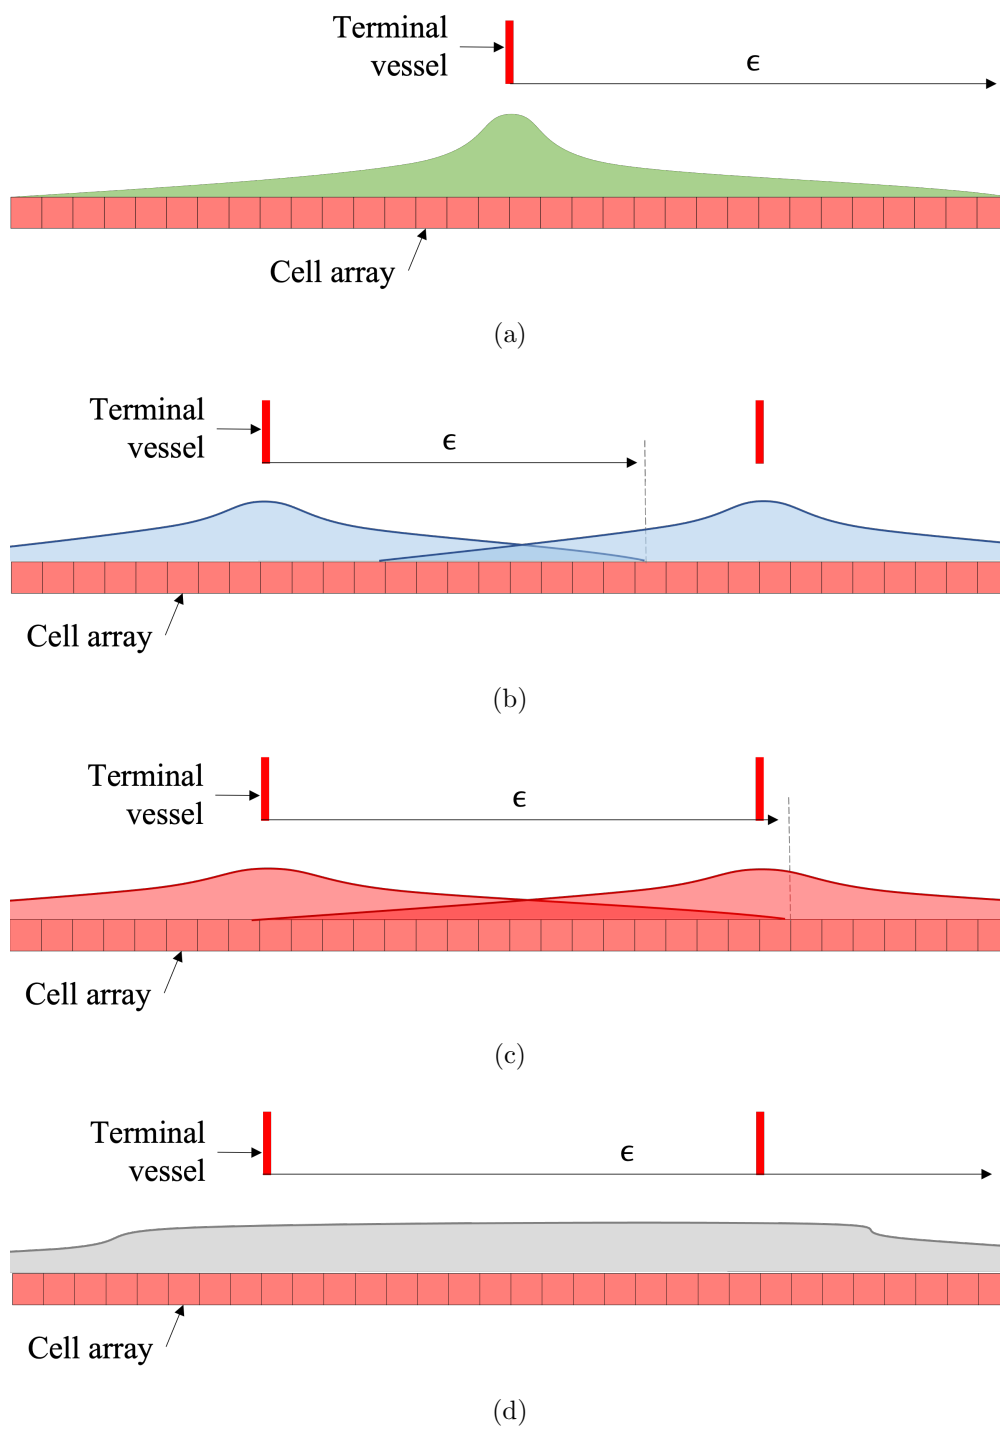 Terminal
vessel
ϵ
Cell array
(a)
Terminal
vessel
ϵ
Cell array
(b)
Terminal
vessel
ϵ
Cell array
(c)
Terminal
vessel
ϵ
Cell array
(d)